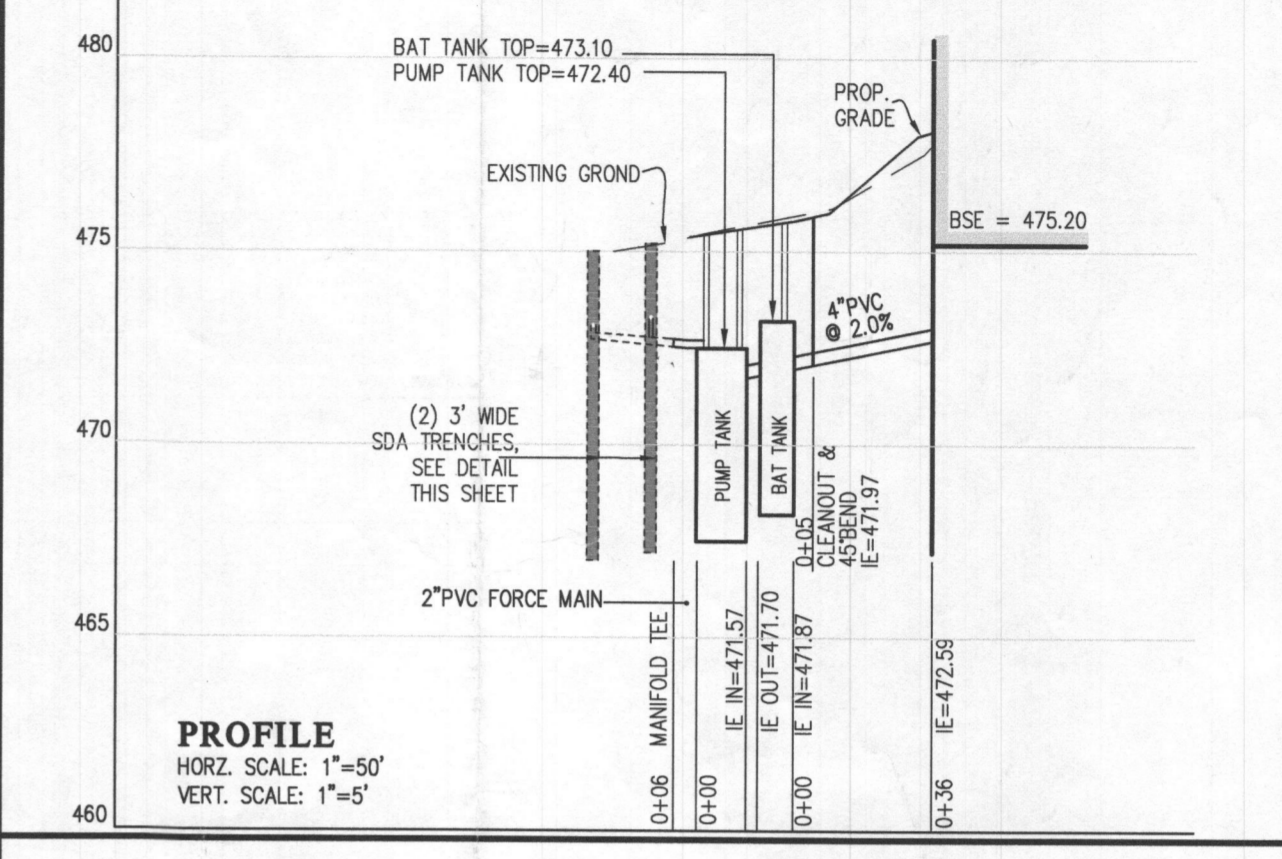 480
BAT TANK TOP=473.10
PUMP TANK TOP=472.40
PROP.
GRADE
EXISTING GROND
475
BSE = 475.20
4"PVC
@ 2.0%
470
(2) 3' WIDE
SDA TRENCHES,
SEE DETAIL
THIS SHEET
PUMP TANK
BAT TANK
0+05
CLEANOUT &
45°BEND
IE=471.97
2"PVC FORCE MAIN
465
MANIFOLD TEE
IE IN=471.57
IE OUT=471.70
IE IN=471.87
IE=472.59
PROFILE
HORZ. SCALE: 1"=50'
VERT. SCALE: 1"=5'
460
0+06
0+00
0+00
0+36